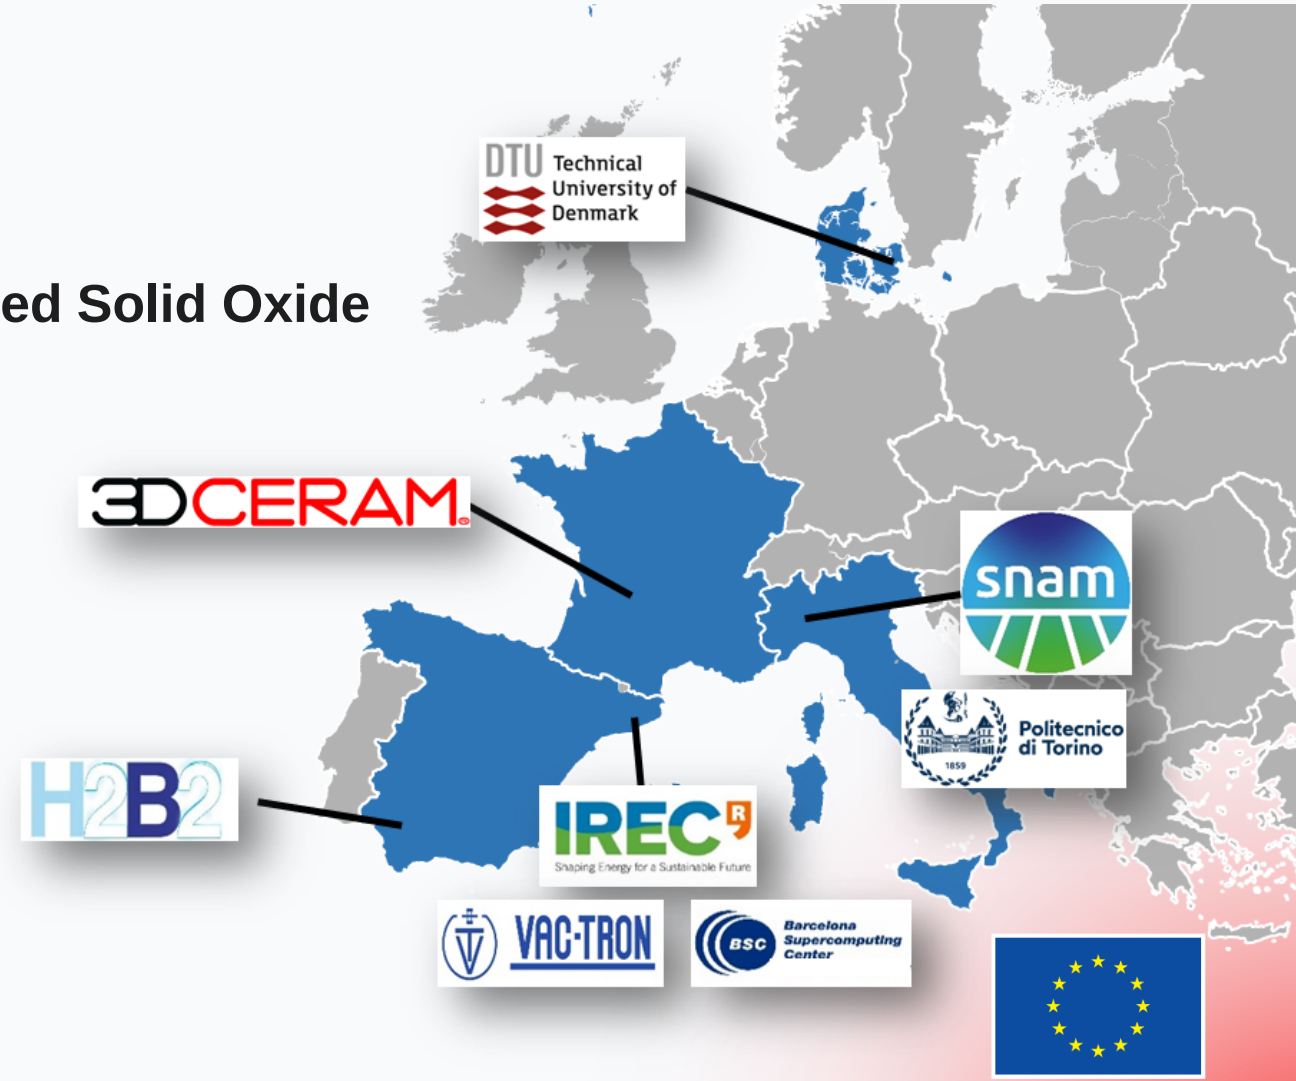 DTU
Technical
University of
Denmark
ed Solid Oxide
3DCERAM®
snam
Politecnico
di Torino
1859
H2B2
IREC R
Shaping Energy for a Sustainable Future
VAC-TRON
BSC
Barcelona
Supercomputing
Center